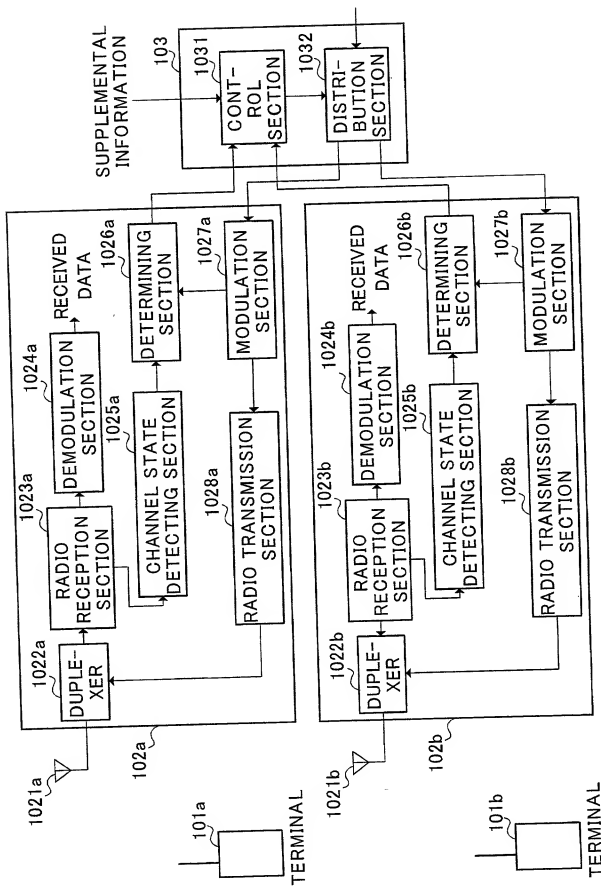 SUPPLEMENTAL
INFORMATION
103
1031
CONT-
ROL
SECTION
1032
DISTRI-
BUTION
SECTION
1021a
1022a
DUPLE-
XER
1023a
RADIO
RECEPTION
SECTION
1024a
DEMODULATION
SECTION
RECEIVED
DATA
1025a
CHANNEL STATE
DETECTING SECTION
1026a
DETERMINING
SECTION
1027a
MODULATION
SECTION
1028a
RADIO TRANSMISSION
SECTION
102a
101a
TERMINAL
1021b
1022b
DUPLE-
XER
1023b
RADIO
RECEPTION
SECTION
1024b
DEMODULATION
SECTION
RECEIVED
DATA
1025b
CHANNEL STATE
DETECTING SECTION
1026b
DETERMINING
SECTION
1027b
MODULATION
SECTION
1028b
RADIO TRANSMISSION
SECTION
102b
101b
TERMINAL